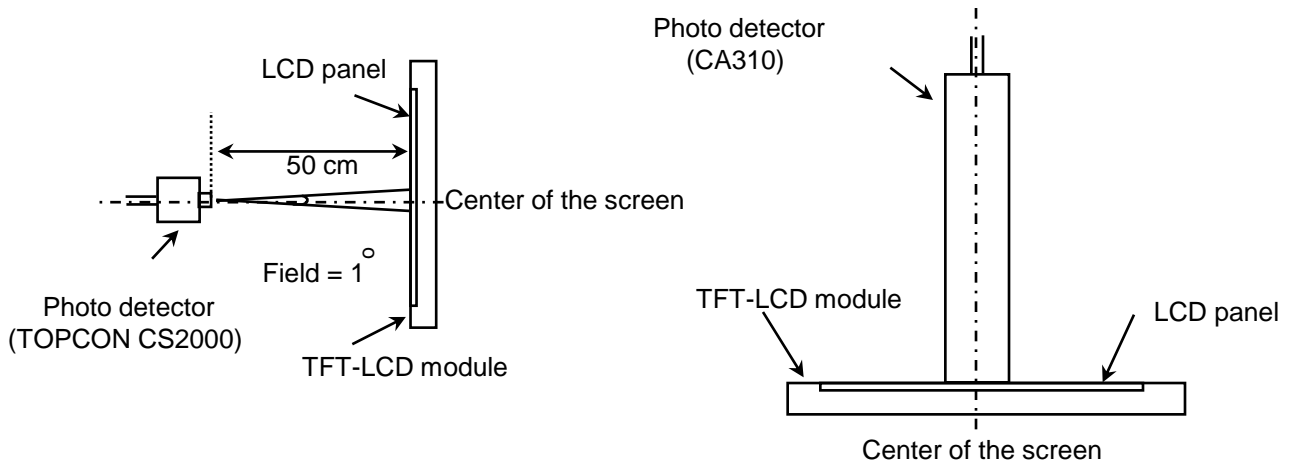 LCD panel
50 cm
Center of the screen
Field = 1°
Photo detector
(TOPCON CS2000)
TFT-LCD module
Photo detector
(CA310)
TFT-LCD module
LCD panel
Center of the screen